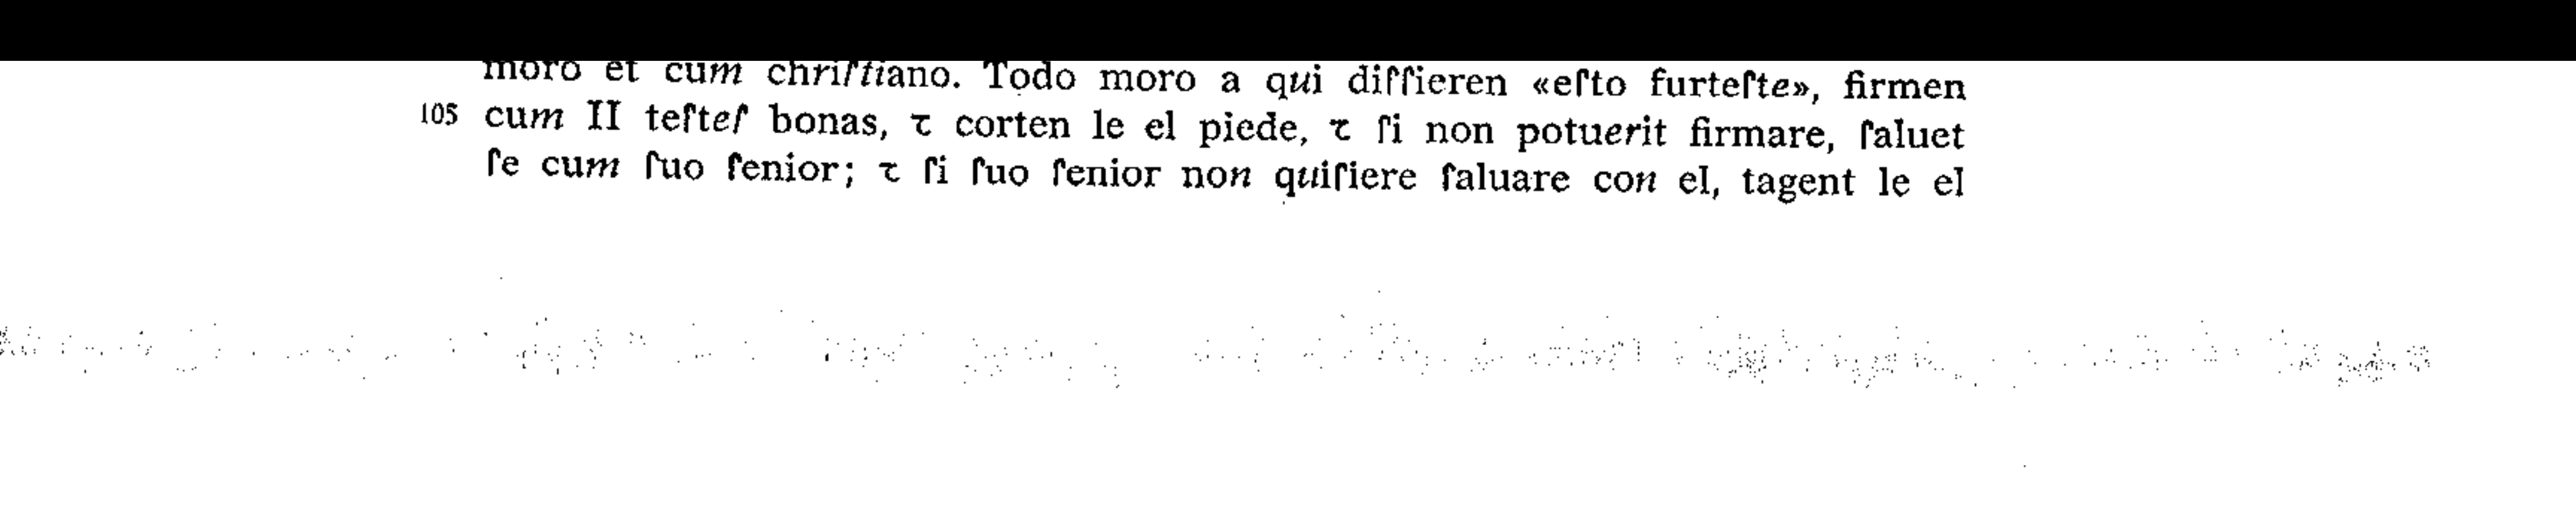 moro et cum chriſtiano. Todo moro a qui diſſieren «eſto furteſte», firmen
105 cum II teſteſ bonas, τ corten le el piede, τ ſi non potuerit firmare, ſaluet
ſe cum ſuo ſenior; τ ſi ſuo ſenior non quiſiere ſaluare con el, tagent le el